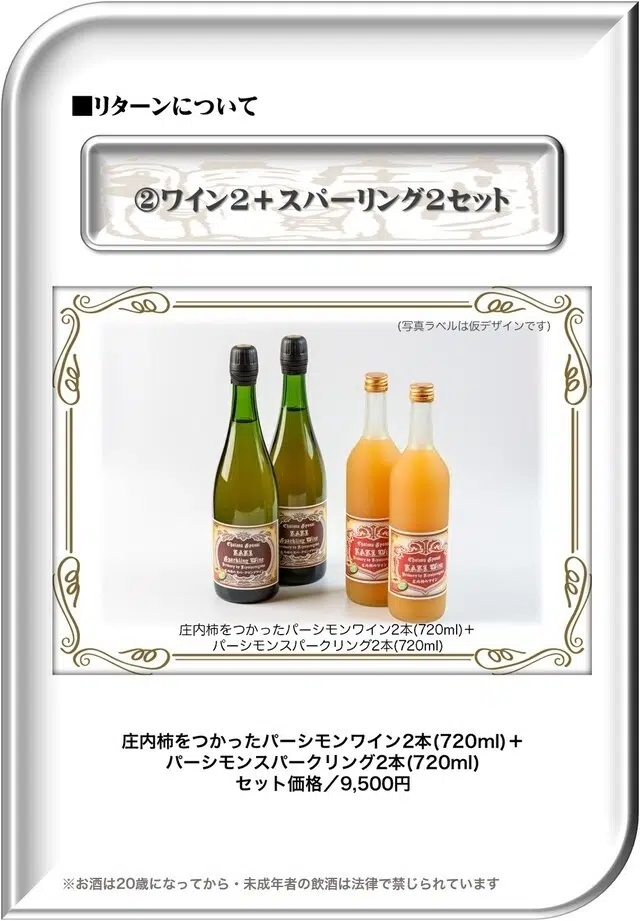 ■リターンについて
②ワイン2＋スパーリング2セット
(写真ラベルは仮デザインです)
KAKI
Sparkling Wine
KAKI
Sparkling Wine
KAKI Wine
KAKI Wine
庄内柿をつかったパーシモンワイン2本(720ml)＋
パーシモンスパークリング2本(720ml)
庄内柿をつかったパーシモンワイン2本(720ml)＋
パーシモンスパークリング2本(720ml)
セット価格／9,500円
※お酒は20歳になってから・未成年者の飲酒は法律で禁じられています